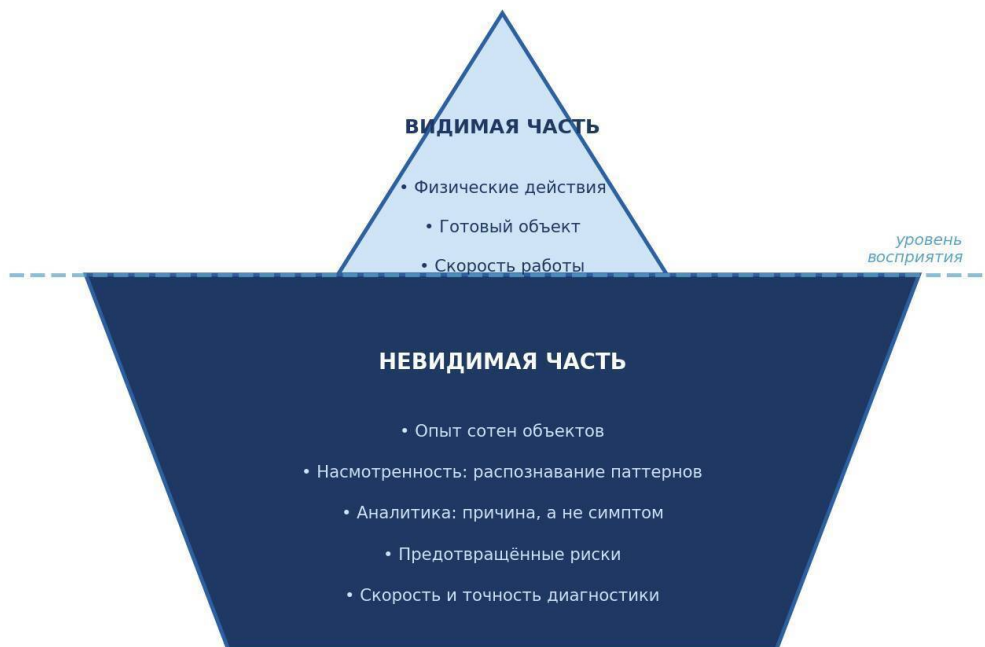 ВИДИМАЯ ЧАСТЬ
• Физические действия
• Готовый объект
• Скорость работы
уровень
восприятия
НЕВИДИМАЯ ЧАСТЬ
• Опыт сотен объектов
• Насмотренность: распознавание паттернов
• Аналитика: причина, а не симптом
• Предотвращённые риски
• Скорость и точность диагностики